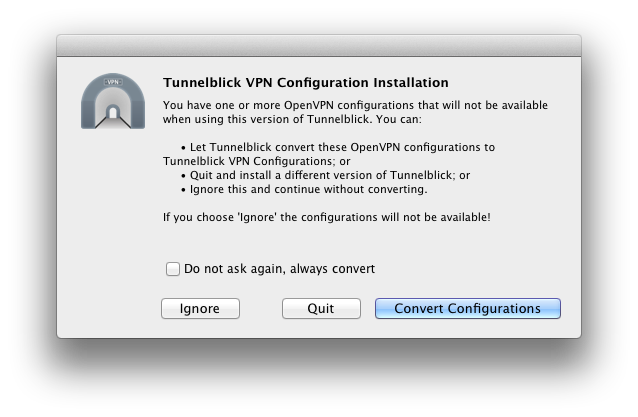 VPN
Tunnelblick VPN Configuration Installation
You have one or more OpenVPN configurations that will not be available
when using this version of Tunnelblick. You can:
• Let Tunnelblick convert these OpenVPN configurations to
Tunnelblick VPN Configurations; or
• Quit and install a different version of Tunnelblick; or
• Ignore this and continue without converting.
If you choose 'Ignore' the configurations will not be available!
Do not ask again, always convert
Ignore
Quit
Convert Configurations